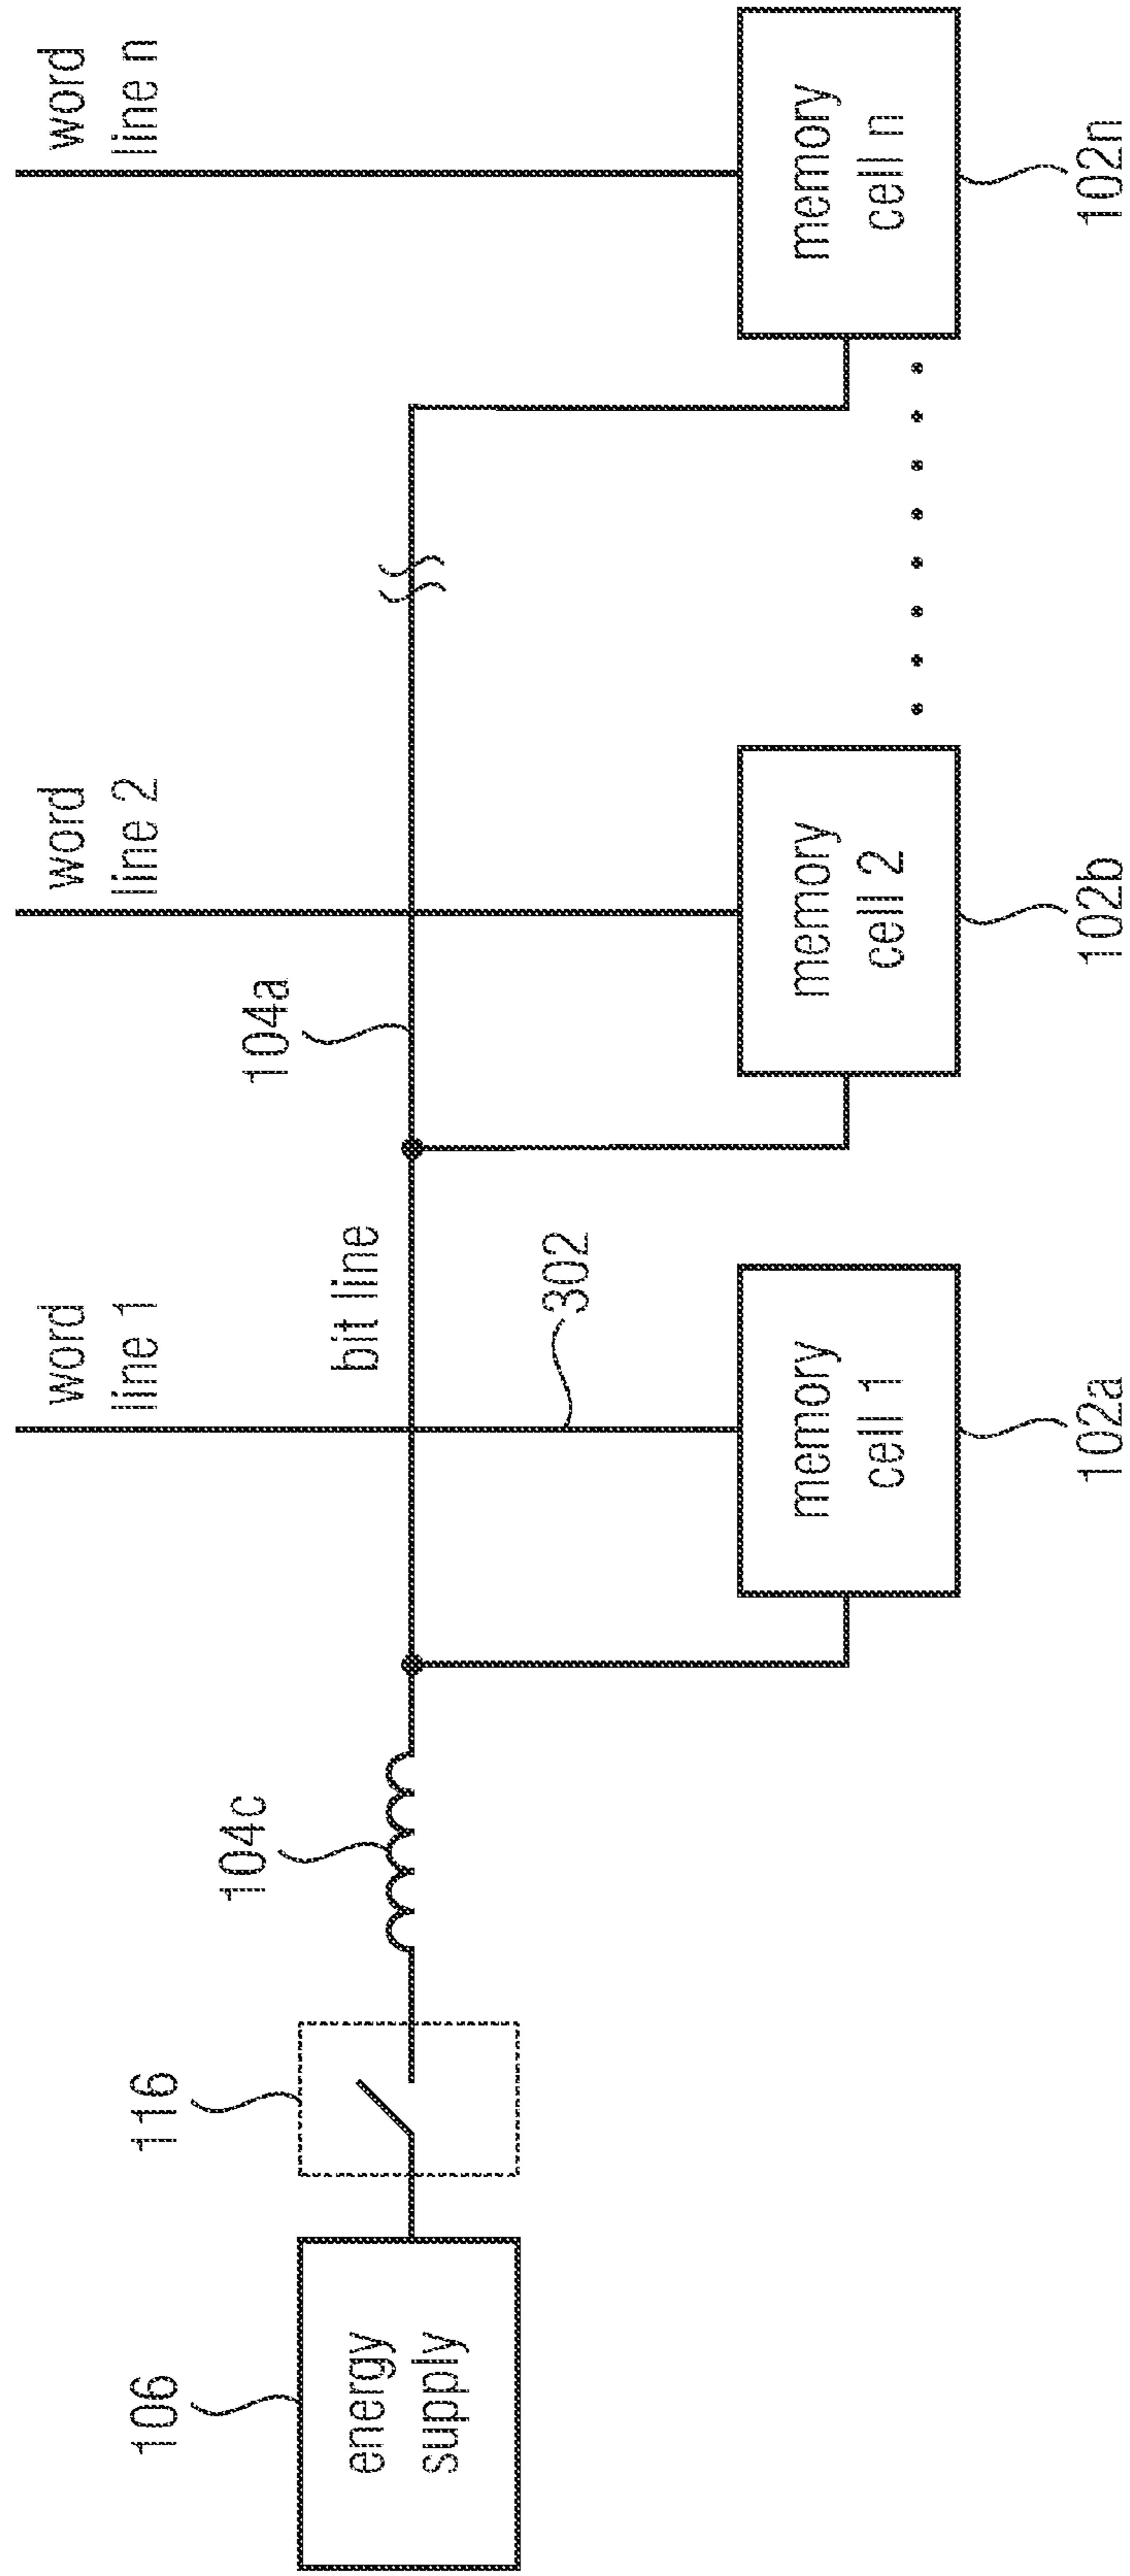 word
line 1
word
line 2
word
line n
104a
bit line
104c
116
106
302
energy
supply
memory
cell 1
memory
cell 2
memory
cell n
102a
102b
102n